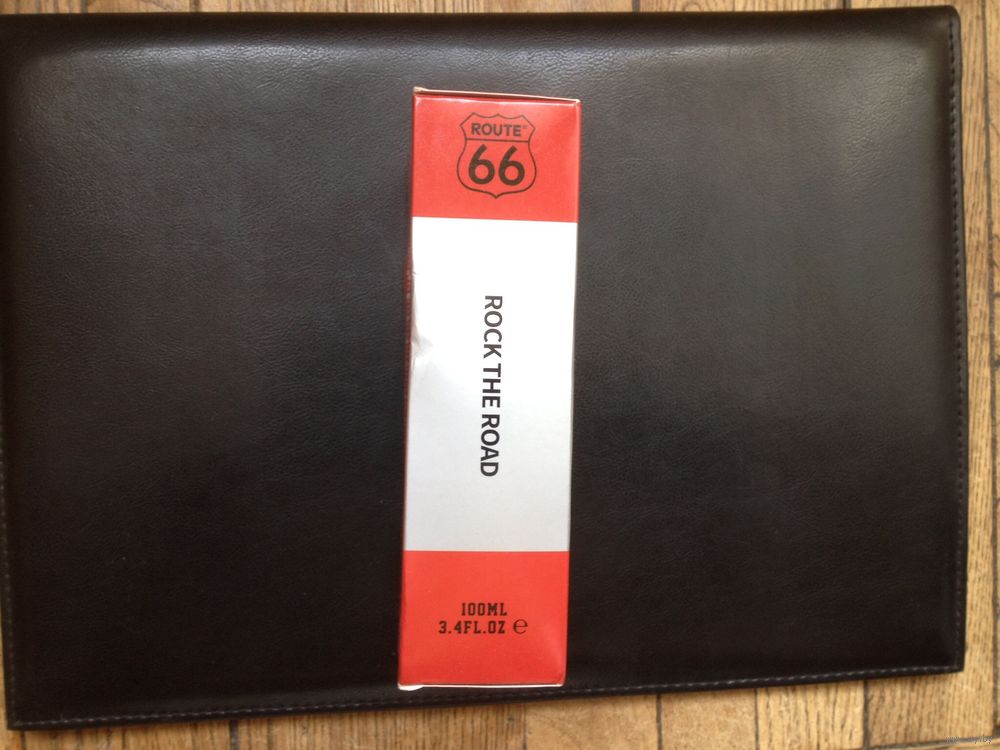 ROUTE®
66
ROCK THE ROAD
100ML
3.4FL.OZ e